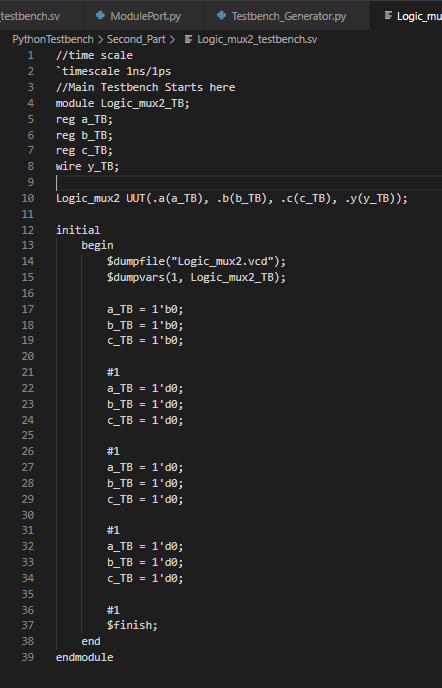 _testbench.sv ModulePort.py Testbench_Generator.py Logic_mu
PythonTestbench > Second_Part > Logic_mux2_testbench.sv
1 //time scale
2 `timescale 1ns/1ps
3 //Main Testbench Starts here
4 module Logic_mux2_TB;
5 reg a_TB;
6 reg b_TB;
7 reg c_TB;
8 wire y_TB;
9
10 Logic_mux2 UUT(.a(a_TB), .b(b_TB), .c(c_TB), .y(y_TB));
11
12 initial
13 begin
14 $dumpfile("Logic_mux2.vcd");
15 $dumpvars(1, Logic_mux2_TB);
16
17 a_TB = 1'b0;
18 b_TB = 1'b0;
19 c_TB = 1'b0;
20
21 #1
22 a_TB = 1'd0;
23 b_TB = 1'd0;
24 c_TB = 1'd0;
25
26 #1
27 a_TB = 1'd0;
28 b_TB = 1'd0;
29 c_TB = 1'd0;
30
31 #1
32 a_TB = 1'd0;
33 b_TB = 1'd0;
34 c_TB = 1'd0;
35
36 #1
37 $finish;
38 end
39 endmodule